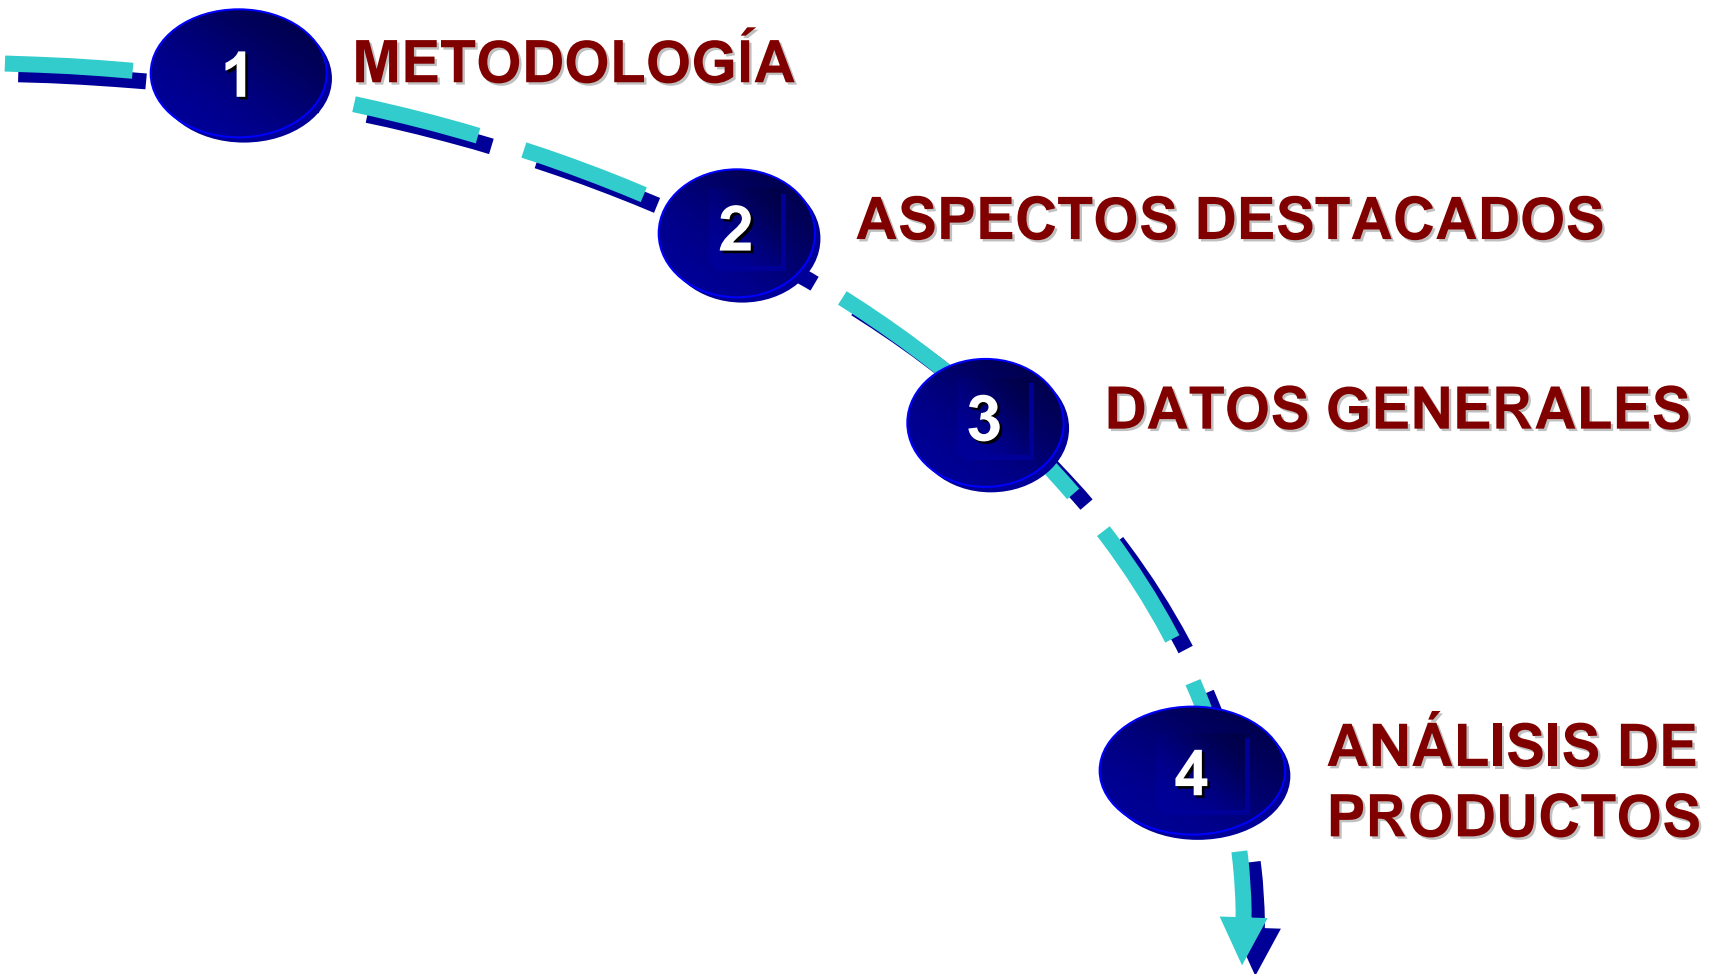 1 METODOLOGÍA
2 ASPECTOS DESTACADOS
3 DATOS GENERALES
4 ANÁLISIS DE
PRODUCTOS